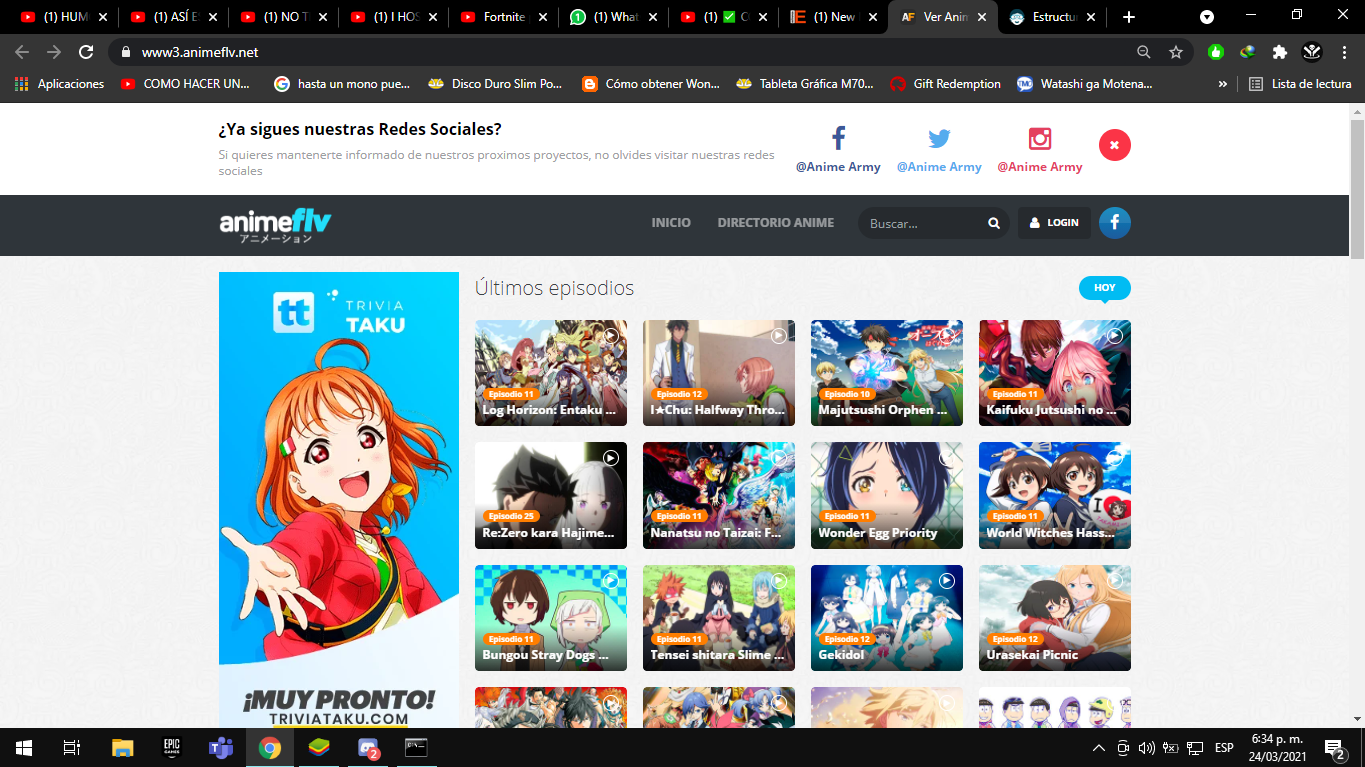 (1) HUM
(1) ASÍ E
(1) NO T
(1) I HOS
Fortnite
(1) What
(1) ✅ C
(1) New
Ver Anim
Estructu
www3.animeflv.net
Aplicaciones
COMO HACER UN...
hasta un mono pue...
Disco Duro Slim Po...
Cómo obtener Won...
Tableta Gráfica M70...
Gift Redemption
Watashi ga Motena...
»
Lista de lectura
¿Ya sigues nuestras Redes Sociales?
Si quieres mantenerte informado de nuestros proximos proyectos, no olvides visitar nuestras redes
sociales
@Anime Army
@Anime Army
@Anime Army
animeflv
アニメーション
INICIO
DIRECTORIO ANIME
Buscar...
LOGIN
tt TRIVIA
TAKU
¡MUY PRONTO!
TRIVIATAKU.COM
Últimos episodios
HOY
Episodio 11
Log Horizon: Entaku ...
Episodio 12
I★Chu: Halfway Thro...
Episodio 10
Majutsushi Orphen ...
Episodio 11
Kaifuku Jutsushi no ...
Episodio 25
Re:Zero kara Hajime...
Episodio 11
Nanatsu no Taizai: F...
Episodio 11
Wonder Egg Priority
Episodio 11
World Witches Hass...
Episodio 11
Bungou Stray Dogs ...
Episodio 11
Tensei shitara Slime ...
Episodio 12
Gekidol
Episodio 12
Urasekai Picnic
EPIC
GAMES
2
ESP
6:34 p. m.
24/03/2021
2